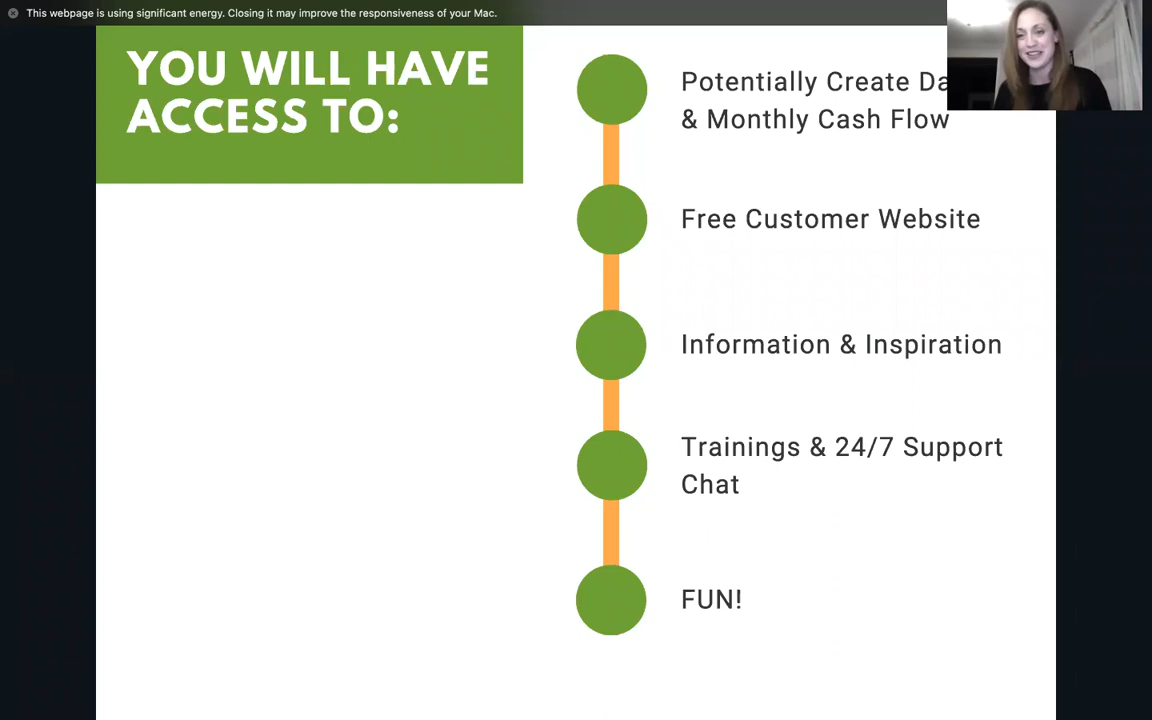 This webpage is using significant energy. Closing it may improve the responsiveness of your Mac.
YOU WILL HAVE
ACCESS TO:
Potentially Create
& Monthly Cash Flow
Free Customer Website
Information & Inspiration
Trainings & 24/7 Support
Chat
FUN!